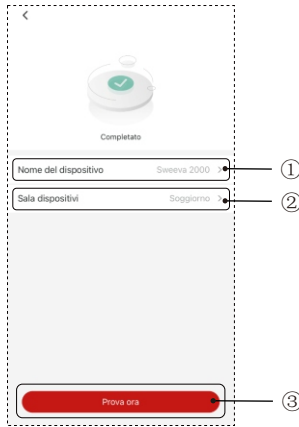 Completato
Nome del dispositivo Sweeva 2000 >
①
Sala dispositivi Soggiorno >
②
Prova ora
③